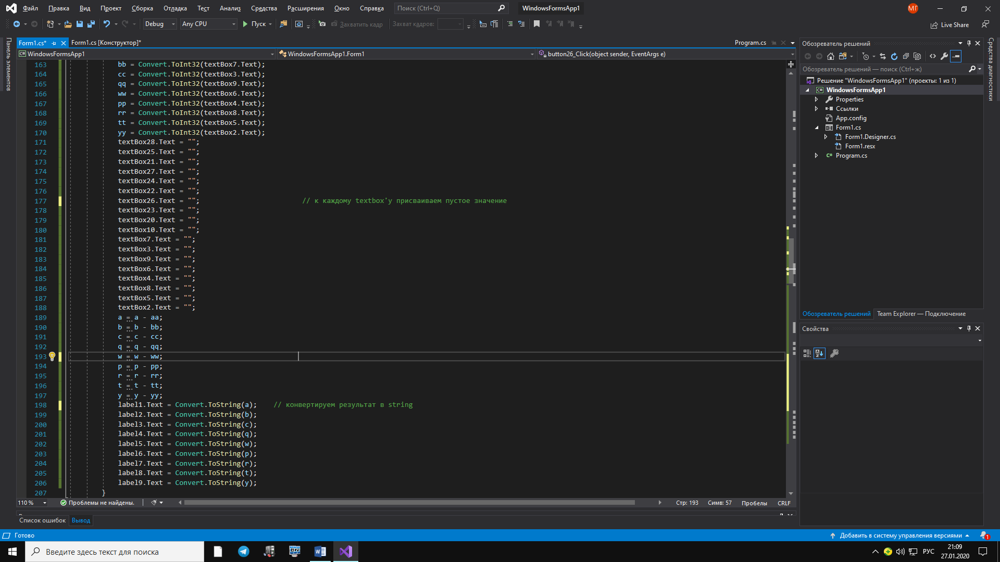 Файл Правка Вид Проект Сборка Отладка Тест Анализ Средства Расширения Окно Справка Поиск (Ctrl+Q) WindowsFormsApp1 МГ
Debug Any CPU Пуск Захватить кадр Захват кадров: Live Share
Панель элементов
Form1.cs* Form1.cs [Конструктор]* Program.cs
WindowsFormsApp1 WindowsFormsApp1.Form1 button26_Click(object sender, EventArgs e)
163 bb = Convert.ToInt32(textBox7.Text);
164 cc = Convert.ToInt32(textBox3.Text);
165 qq = Convert.ToInt32(textBox9.Text);
166 ww = Convert.ToInt32(textBox6.Text);
167 pp = Convert.ToInt32(textBox4.Text);
168 rr = Convert.ToInt32(textBox8.Text);
169 tt = Convert.ToInt32(textBox5.Text);
170 yy = Convert.ToInt32(textBox2.Text);
171 textBox28.Text = "";
172 textBox25.Text = "";
173 textBox21.Text = "";
174 textBox27.Text = "";
175 textBox24.Text = "";
176 textBox22.Text = "";
177 textBox26.Text = ""; // к каждому textbox'у присваиваем пустое значение
178 textBox23.Text = "";
179 textBox20.Text = "";
180 textBox10.Text = "";
181 textBox7.Text = "";
182 textBox3.Text = "";
183 textBox9.Text = "";
184 textBox6.Text = "";
185 textBox4.Text = "";
186 textBox8.Text = "";
187 textBox5.Text = "";
188 textBox2.Text = "";
189 a = a - aa;
190 b = b - bb;
191 c = c - cc;
192 q = q - qq;
193 w = w - ww;
194 p = p - pp;
195 r = r - rr;
196 t = t - tt;
197 y = y - yy;
198 label1.Text = Convert.ToString(a); // конвертируем результат в string
199 label2.Text = Convert.ToString(b);
200 label3.Text = Convert.ToString(c);
201 label4.Text = Convert.ToString(q);
202 label5.Text = Convert.ToString(w);
203 label6.Text = Convert.ToString(p);
204 label7.Text = Convert.ToString(r);
205 label8.Text = Convert.ToString(t);
206 label9.Text = Convert.ToString(y);
207 }
110 % Проблемы не найдены. Стр: 193 Симв: 57 Пробелы CRLF
Список ошибок Вывод
Обозреватель решений
Обозреватель решений — поиск (Ctrl+ж)
Решение "WindowsFormsApp1" (проекты: 1 из 1)
C# WindowsFormsApp1
Properties
Ссылки
App.config
Form1.cs
Form1.Designer.cs
Form1.resx
C# Program.cs
Обозреватель решений Team Explorer — Подключение
Свойства
Средства диагностики
Готово Добавить в систему управления версиями 1
Введите здесь текст для поиска РУС 21:09
27.01.2020